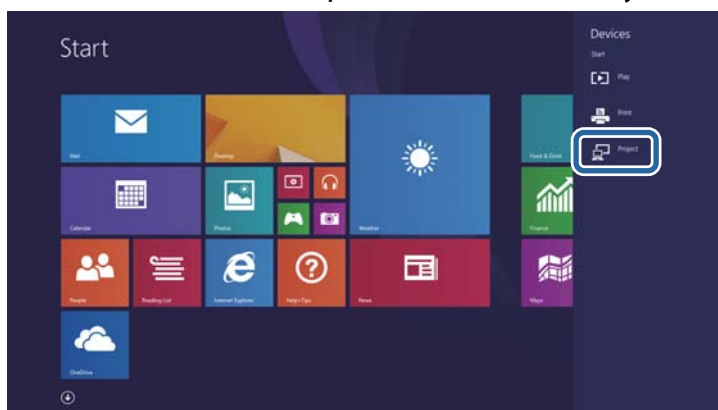 Start
Mail
Desktop
Calendar
Photos
Weather
People
Reading List
Internet Explorer
Help+Tips
News
OneDrive
Food & Drink
Finance
Maps
Devices
Start
Play
Print
Project